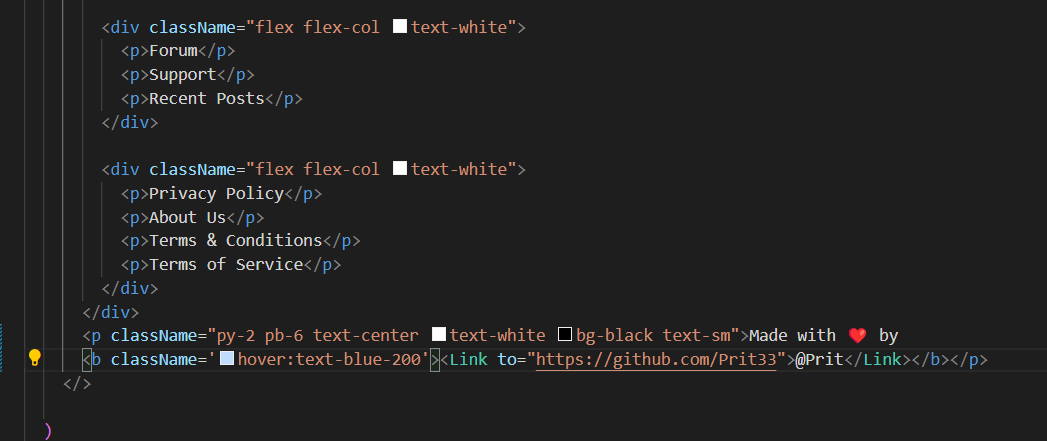 <div className="flex flex-col text-white">
<p>Forum</p>
<p>Support</p>
<p>Recent Posts</p>
</div>
<div className="flex flex-col text-white">
<p>Privacy Policy</p>
<p>About Us</p>
<p>Terms & Conditions</p>
<p>Terms of Service</p>
</div>
</div>
<p className="py-2 pb-6 text-center text-white bg-black text-sm">Made with ❤️ by
<b className='hover:text-blue-200'><Link to="https://github.com/Prit33">@Prit</Link></b></p>
</>
)